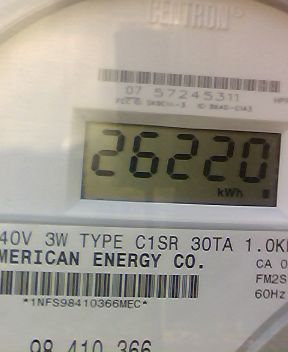 CENTRON®
07 57245311
26220
kWh
40V 3W TYPE C1SR 30TA 1.0K
MERICAN ENERGY CO.
CA 0
FM2S
60Hz
*1NFS98410366MEC*
98 410 366